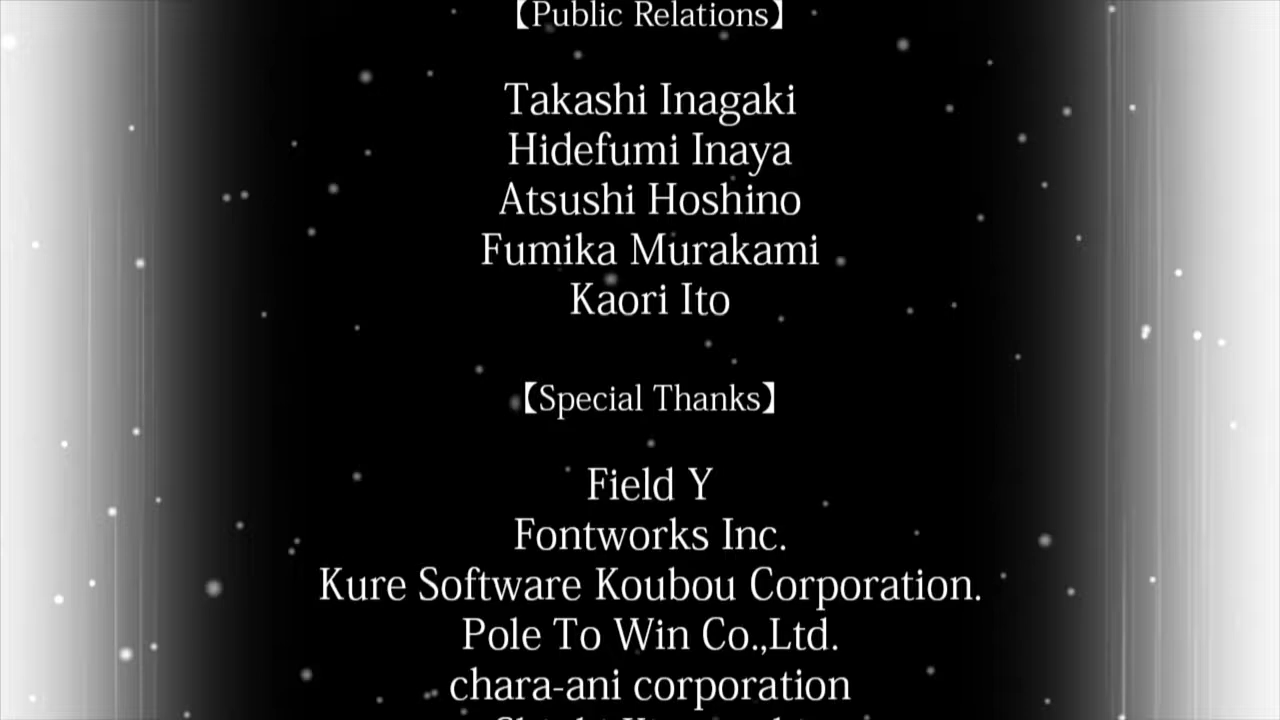 【Public Relations】
Takashi Inagaki
Hidefumi Inaya
Atsushi Hoshino
Fumika Murakami
Kaori Ito
【Special Thanks】
Field Y
Fontworks Inc.
Kure Software Koubou Corporation.
Pole To Win Co.,Ltd.
chara-ani corporation